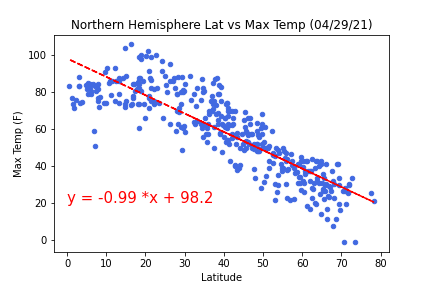 Northern Hemisphere Lat vs Max Temp (04/29/21)
Max Temp (F)
100
80
60
40
20
0
y = -0.99 *x + 98.2
0 10 20 30 40 50 60 70 80
Latitude